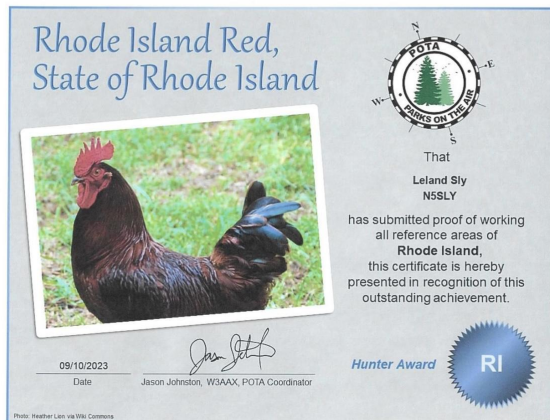 Rhode Island Red,
State of Rhode Island
N
POTA
E
W
PARKS ON THE AIR
S
That
Leland Sly
N5SLY
has submitted proof of working
all reference areas of
Rhode Island,
this certificate is hereby
presented in recognition of this
outstanding achievement.
09/10/2023
Date
Jason Johnston, W3AAX, POTA Coordinator
Hunter Award
RI
Photo: Heather Lion via Wiki Commons